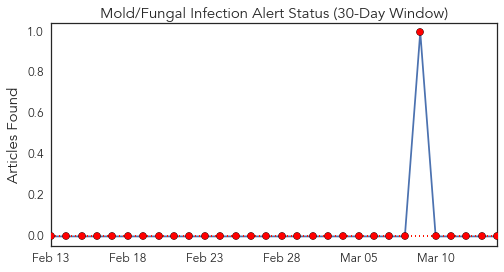 Mold/Fungal Infection Alert Status (30-Day Window)
Articles Found
1.0
0.8
0.6
0.4
0.2
0.0
Feb 13 Feb 18 Feb 23 Feb 28 Mar 05 Mar 10